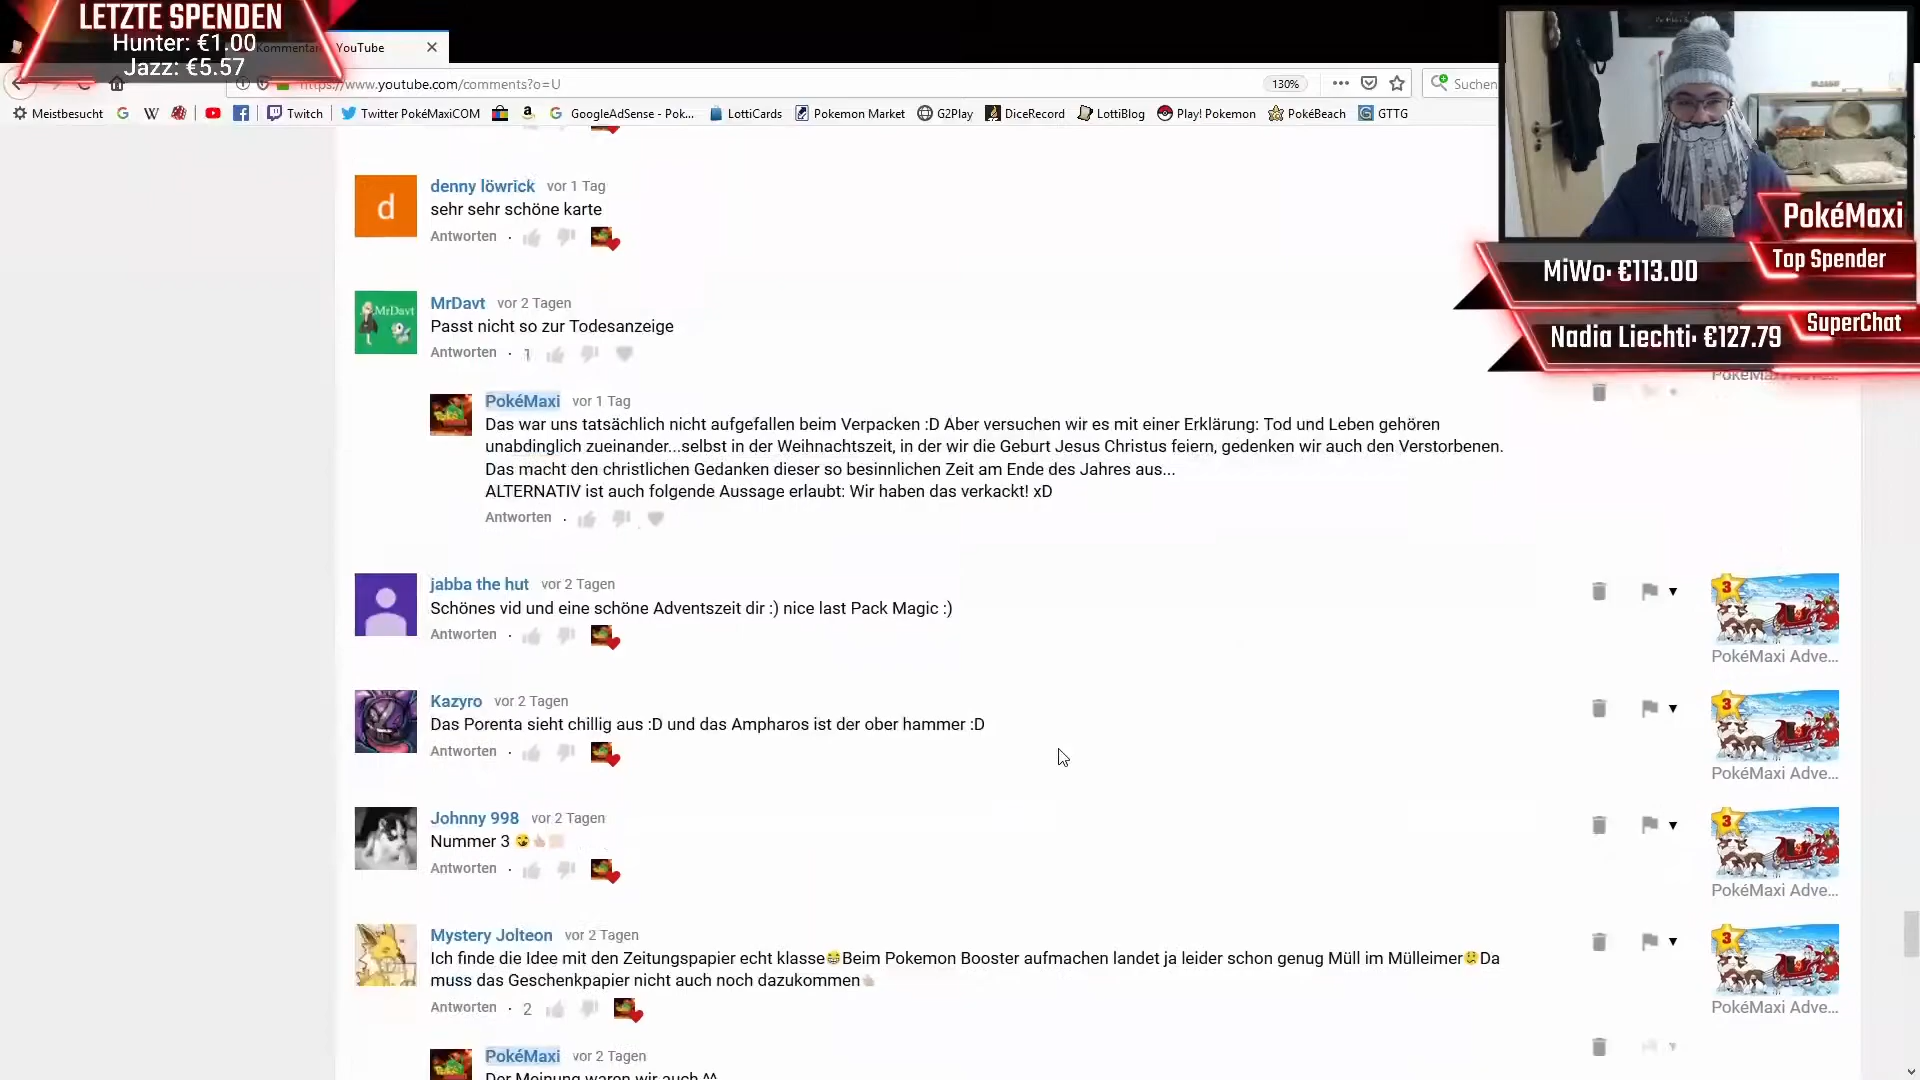 LETZTE SPENDEN
Hunter: €1.00
Jazz: €5.57
Kommentar YouTube
https://www.youtube.com/comments?o=U
130%
Suchen
Meistbesucht
Twitch
Twitter PokéMaxiCOM
GoogleAdSense - Pok...
LottiCards
Pokemon Market
G2Play
DiceRecord
LottiBlog
Play! Pokemon
PokéBeach
GTTG
PokéMaxi
Top Spender
MiWo: €113.00
SuperChat
Nadia Liechti: €127.79
d
denny löwrick vor 1 Tag
sehr sehr schöne karte
Antworten ·
MrDavt
MrDavt vor 2 Tagen
Passt nicht so zur Todesanzeige
Antworten · 1
PokéMaxi vor 1 Tag
Das war uns tatsächlich nicht aufgefallen beim Verpacken :D Aber versuchen wir es mit einer Erklärung: Tod und Leben gehören
unabdinglich zueinander...selbst in der Weihnachtszeit, in der wir die Geburt Jesus Christus feiern, gedenken wir auch den Verstorbenen.
Das macht den christlichen Gedanken dieser so besinnlichen Zeit am Ende des Jahres aus...
ALTERNATIV ist auch folgende Aussage erlaubt: Wir haben das verkackt! xD
Antworten ·
jabba the hut vor 2 Tagen
Schönes vid und eine schöne Adventszeit dir :) nice last Pack Magic :)
Antworten ·
3
PokéMaxi Adve...
Kazyro vor 2 Tagen
Das Porenta sieht chillig aus :D und das Ampharos ist der ober hammer :D
Antworten ·
3
PokéMaxi Adve...
Johnny 998 vor 2 Tagen
Nummer 3
Antworten ·
3
PokéMaxi Adve...
Mystery Jolteon vor 2 Tagen
Ich finde die Idee mit den Zeitungspapier echt klasse😂Beim Pokemon Booster aufmachen landet ja leider schon genug Müll im Mülleimer😢Da
muss das Geschenkpapier nicht auch noch dazukommen
Antworten · 2
3
PokéMaxi Adve...
PokéMaxi vor 2 Tagen
Der Meinung waren wir auch ^^